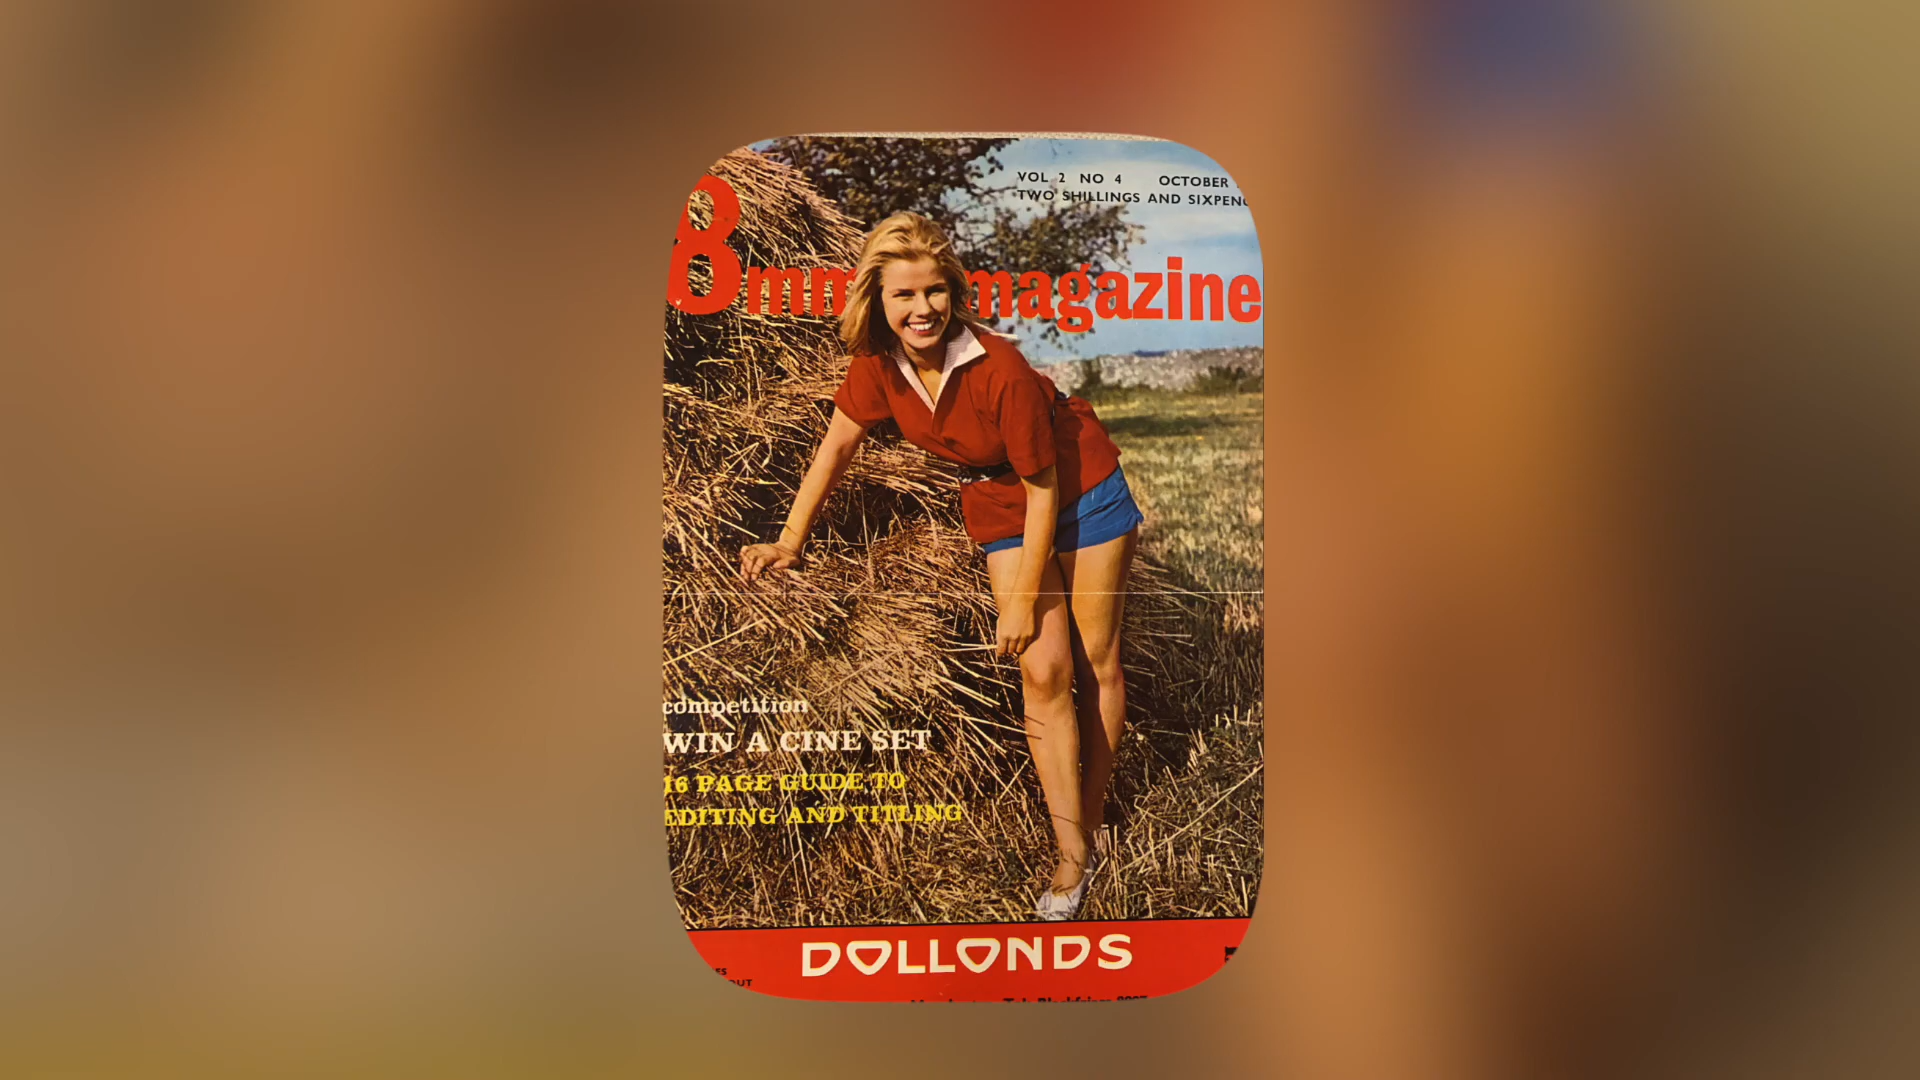 VOL 2 NO 4 OCTOBER
TWO SHILLINGS AND SIXPENC
8mm magazine
competition
WIN A CINE SET
16 PAGE GUIDE TO
EDITING AND TITLING
DOLLONDS